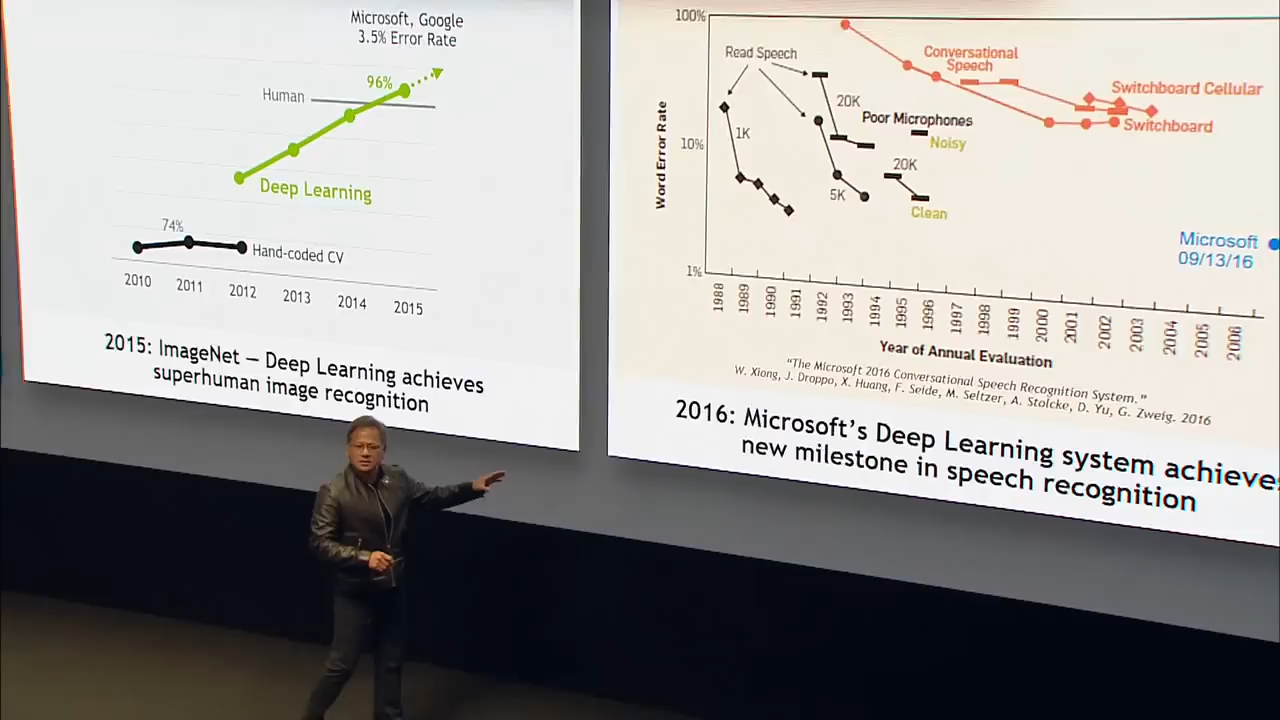 Microsoft, Google
3.5% Error Rate
96%
Human
Deep Learning
74%
Hand-coded CV
2010
2011
2012
2013
2014
2015
2015: ImageNet — Deep Learning achieves
superhuman image recognition
100%
10%
1%
Word Error Rate
Read Speech
1K
20K
5K
Poor Microphones
Noisy
20K
Clean
Conversational
Speech
Switchboard Cellular
Switchboard
Microsoft
09/13/16
1988
1989
1990
1991
1992
1993
1994
1995
1996
1997
1998
1999
2000
2001
2002
2003
2004
2005
2006
Year of Annual Evaluation
"The Microsoft 2016 Conversational Speech Recognition System."
W. Xiong, J. Droppo, X. Huang, F. Seide, M. Seltzer, A. Stolcke, D. Yu, G. Zweig. 2016
2016: Microsoft's Deep Learning system achieves
new milestone in speech recognition